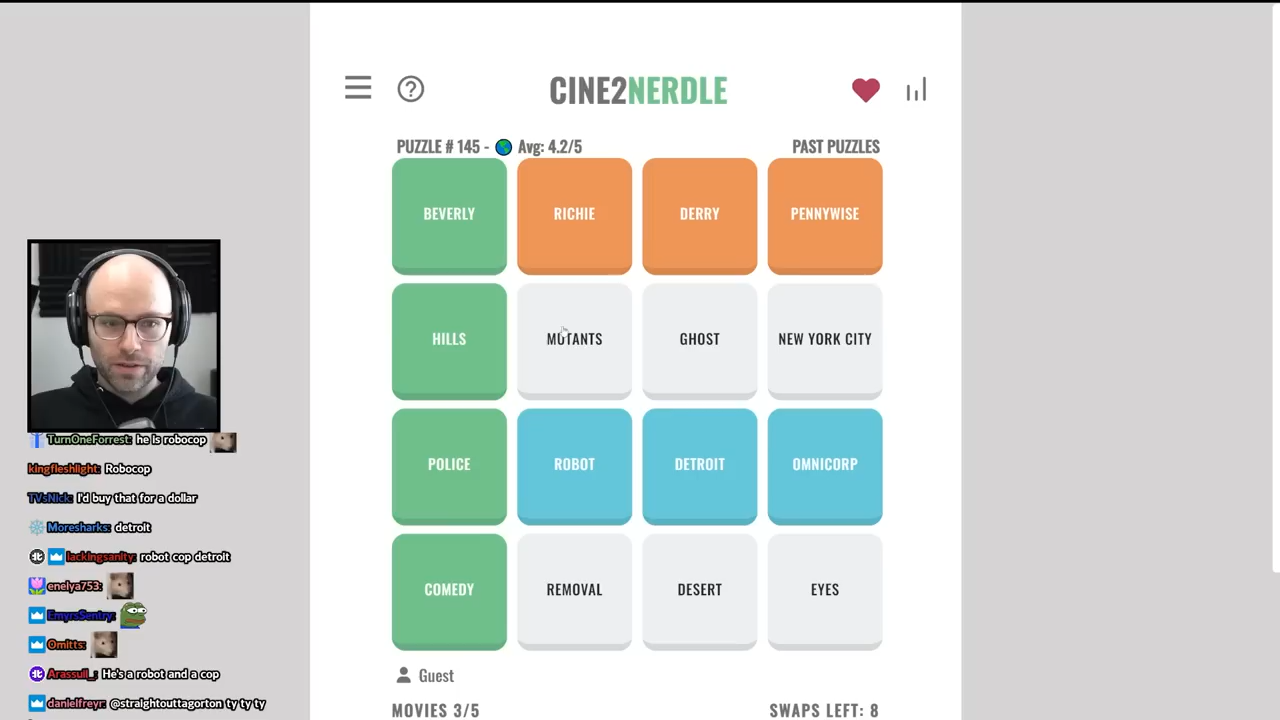 CINE2NERDLE
PUZZLE # 145 - Avg: 4.2/5
PAST PUZZLES
BEVERLY
RICHIE
DERRY
PENNYWISE
HILLS
MUTANTS
GHOST
NEW YORK CITY
POLICE
ROBOT
DETROIT
OMNICORP
COMEDY
REMOVAL
DESERT
EYES
Guest
MOVIES 3/5
SWAPS LEFT: 8
TurnOneForrest: he is robocop
kingfleshlight: Robocop
TVsNick: I'd buy that for a dollar
Moresharks: detroit
lackingsanity: robot cop detroit
enelya753:
EmyrsSentry:
Omitts:
Arassuil_: He's a robot and a cop
danielfreyr: @straightouttagorton ty ty ty